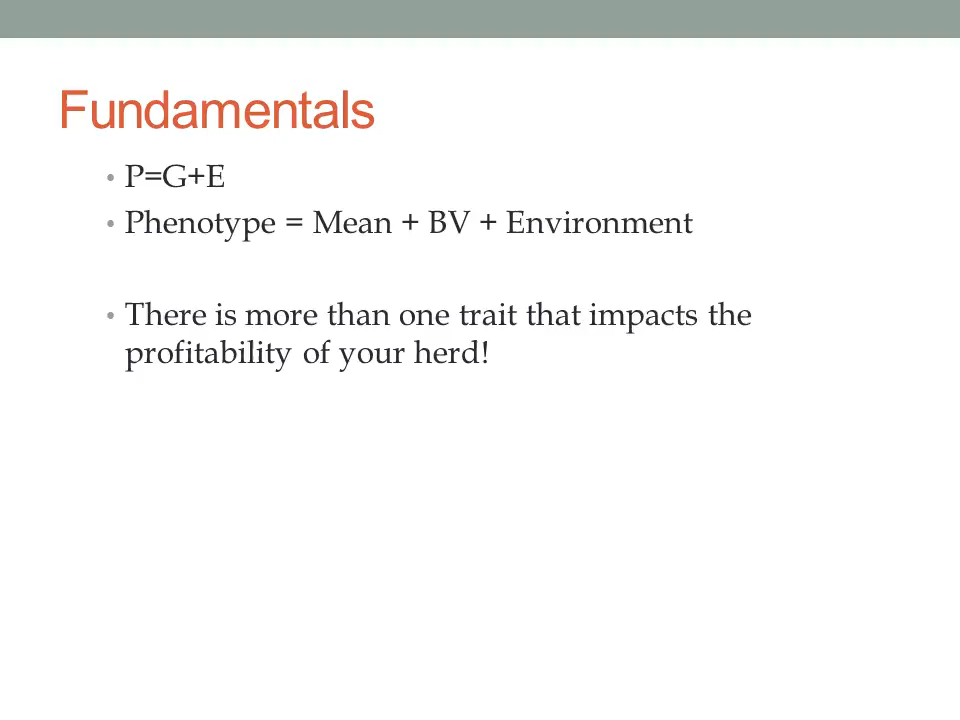 Fundamentals
• P=G+E
• Phenotype = Mean + BV + Environment
• There is more than one trait that impacts the
profitability of your herd!